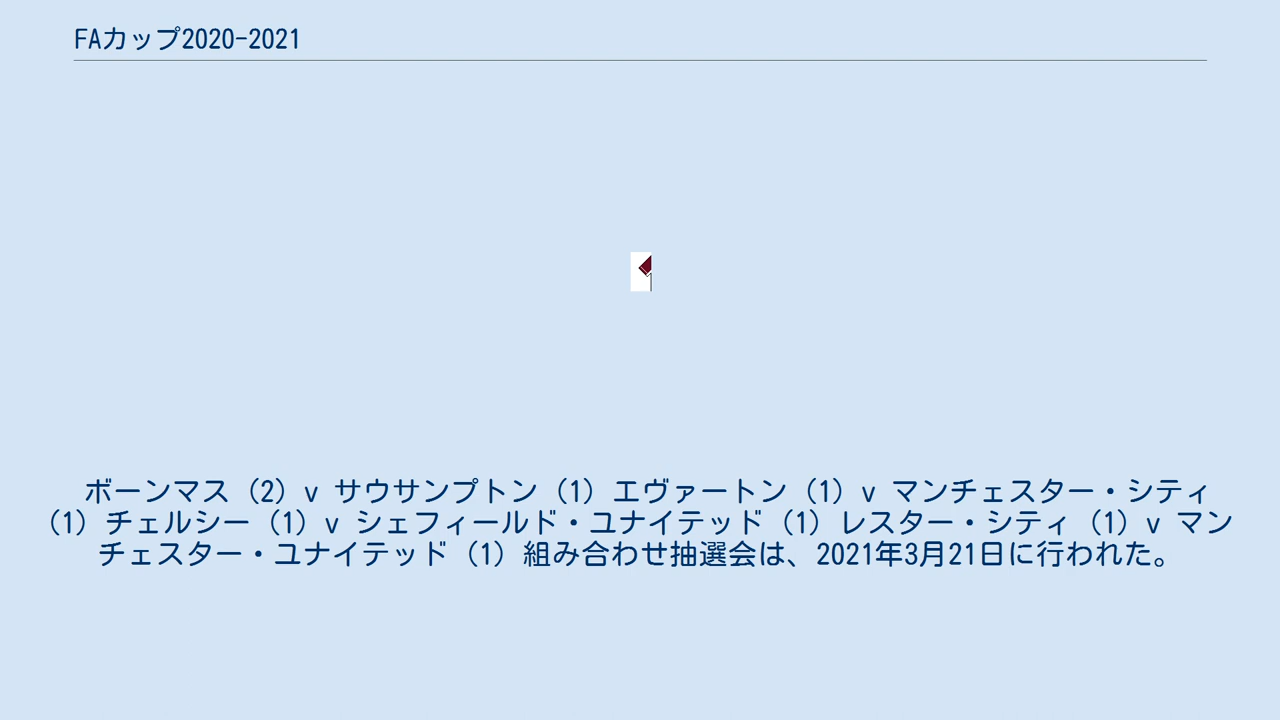 FAカップ2020-2021
ボーンマス（2）v サウサンプトン（1）エヴァートン（1）v マンチェスター・シティ
（1）チェルシー（1）v シェフィールド・ユナイテッド（1）レスター・シティ（1）v マン
チェスター・ユナイテッド（1）組み合わせ抽選会は、2021年3月21日に行われた。